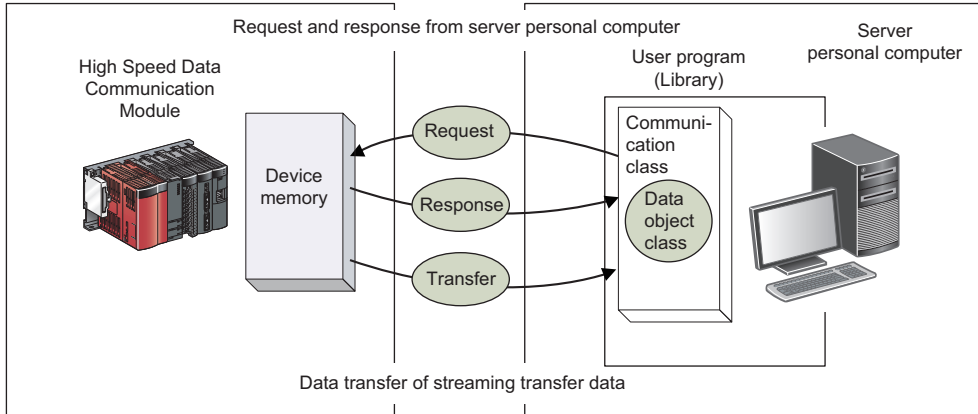 Request and response from server personal computer
Server
personal computer
User program
(Library)
High Speed Data
Communication
Module
Device
memory
Request
Response
Transfer
Communi-
cation
class
Data
object
class
Data transfer of streaming transfer data